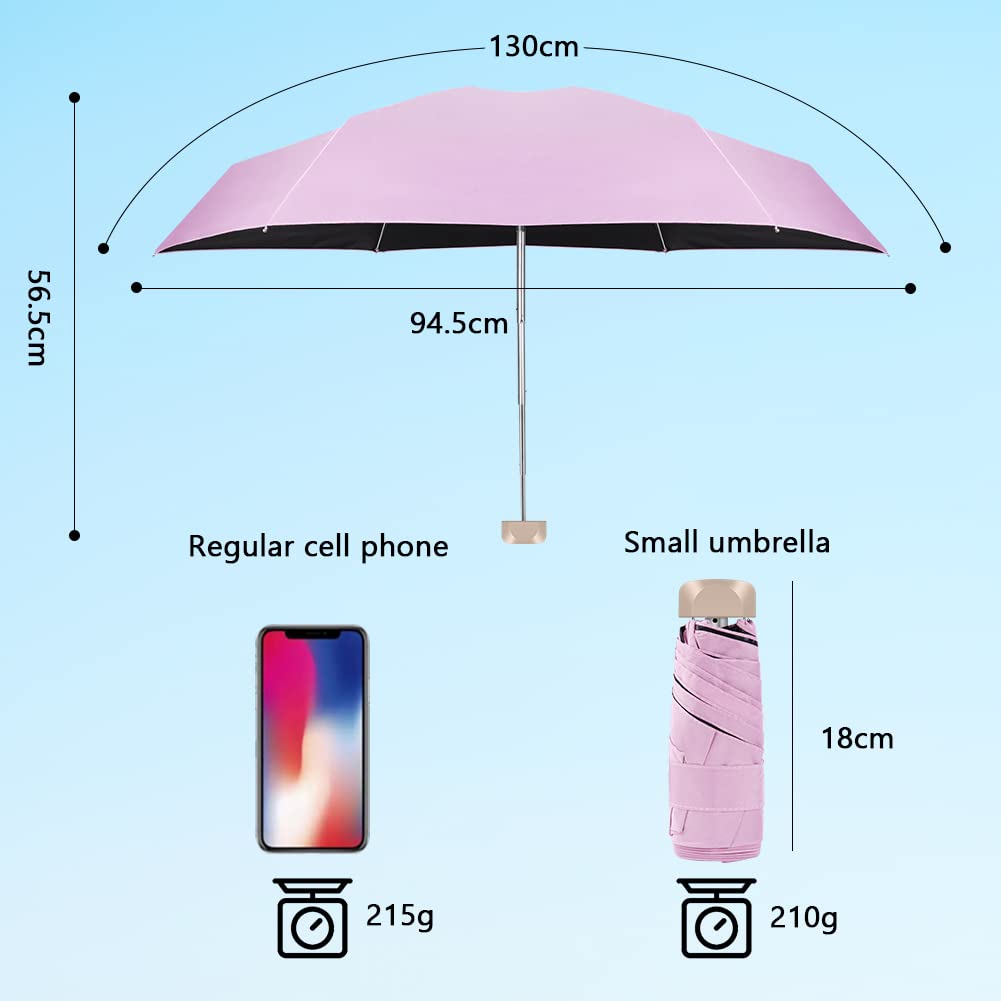 130cm
56.5cm
94.5cm
Regular cell phone
Small umbrella
18cm
215g
210g